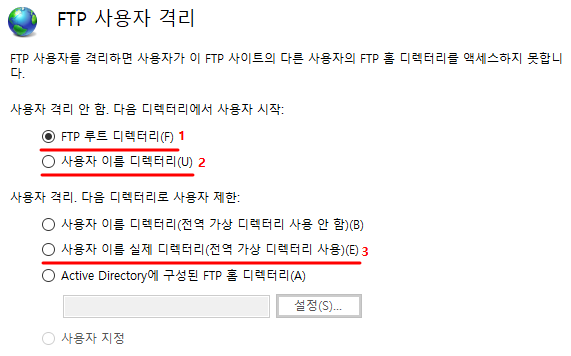 FTP 사용자 격리
FTP 사용자를 격리하면 사용자가 이 FTP 사이트의 다른 사용자의 FTP 홈 디렉터리를 액세스하지 못합니
다.
사용자 격리 안 함. 다음 디렉터리에서 사용자 시작:
FTP 루트 디렉터리(F) 1
사용자 이름 디렉터리(U) 2
사용자 격리. 다음 디렉터리로 사용자 제한:
사용자 이름 디렉터리(전역 가상 디렉터리 사용 안 함)(B)
사용자 이름 실제 디렉터리(전역 가상 디렉터리 사용)(E) 3
Active Directory에 구성된 FTP 홈 디렉터리(A)
설정(S)...
사용자 지정